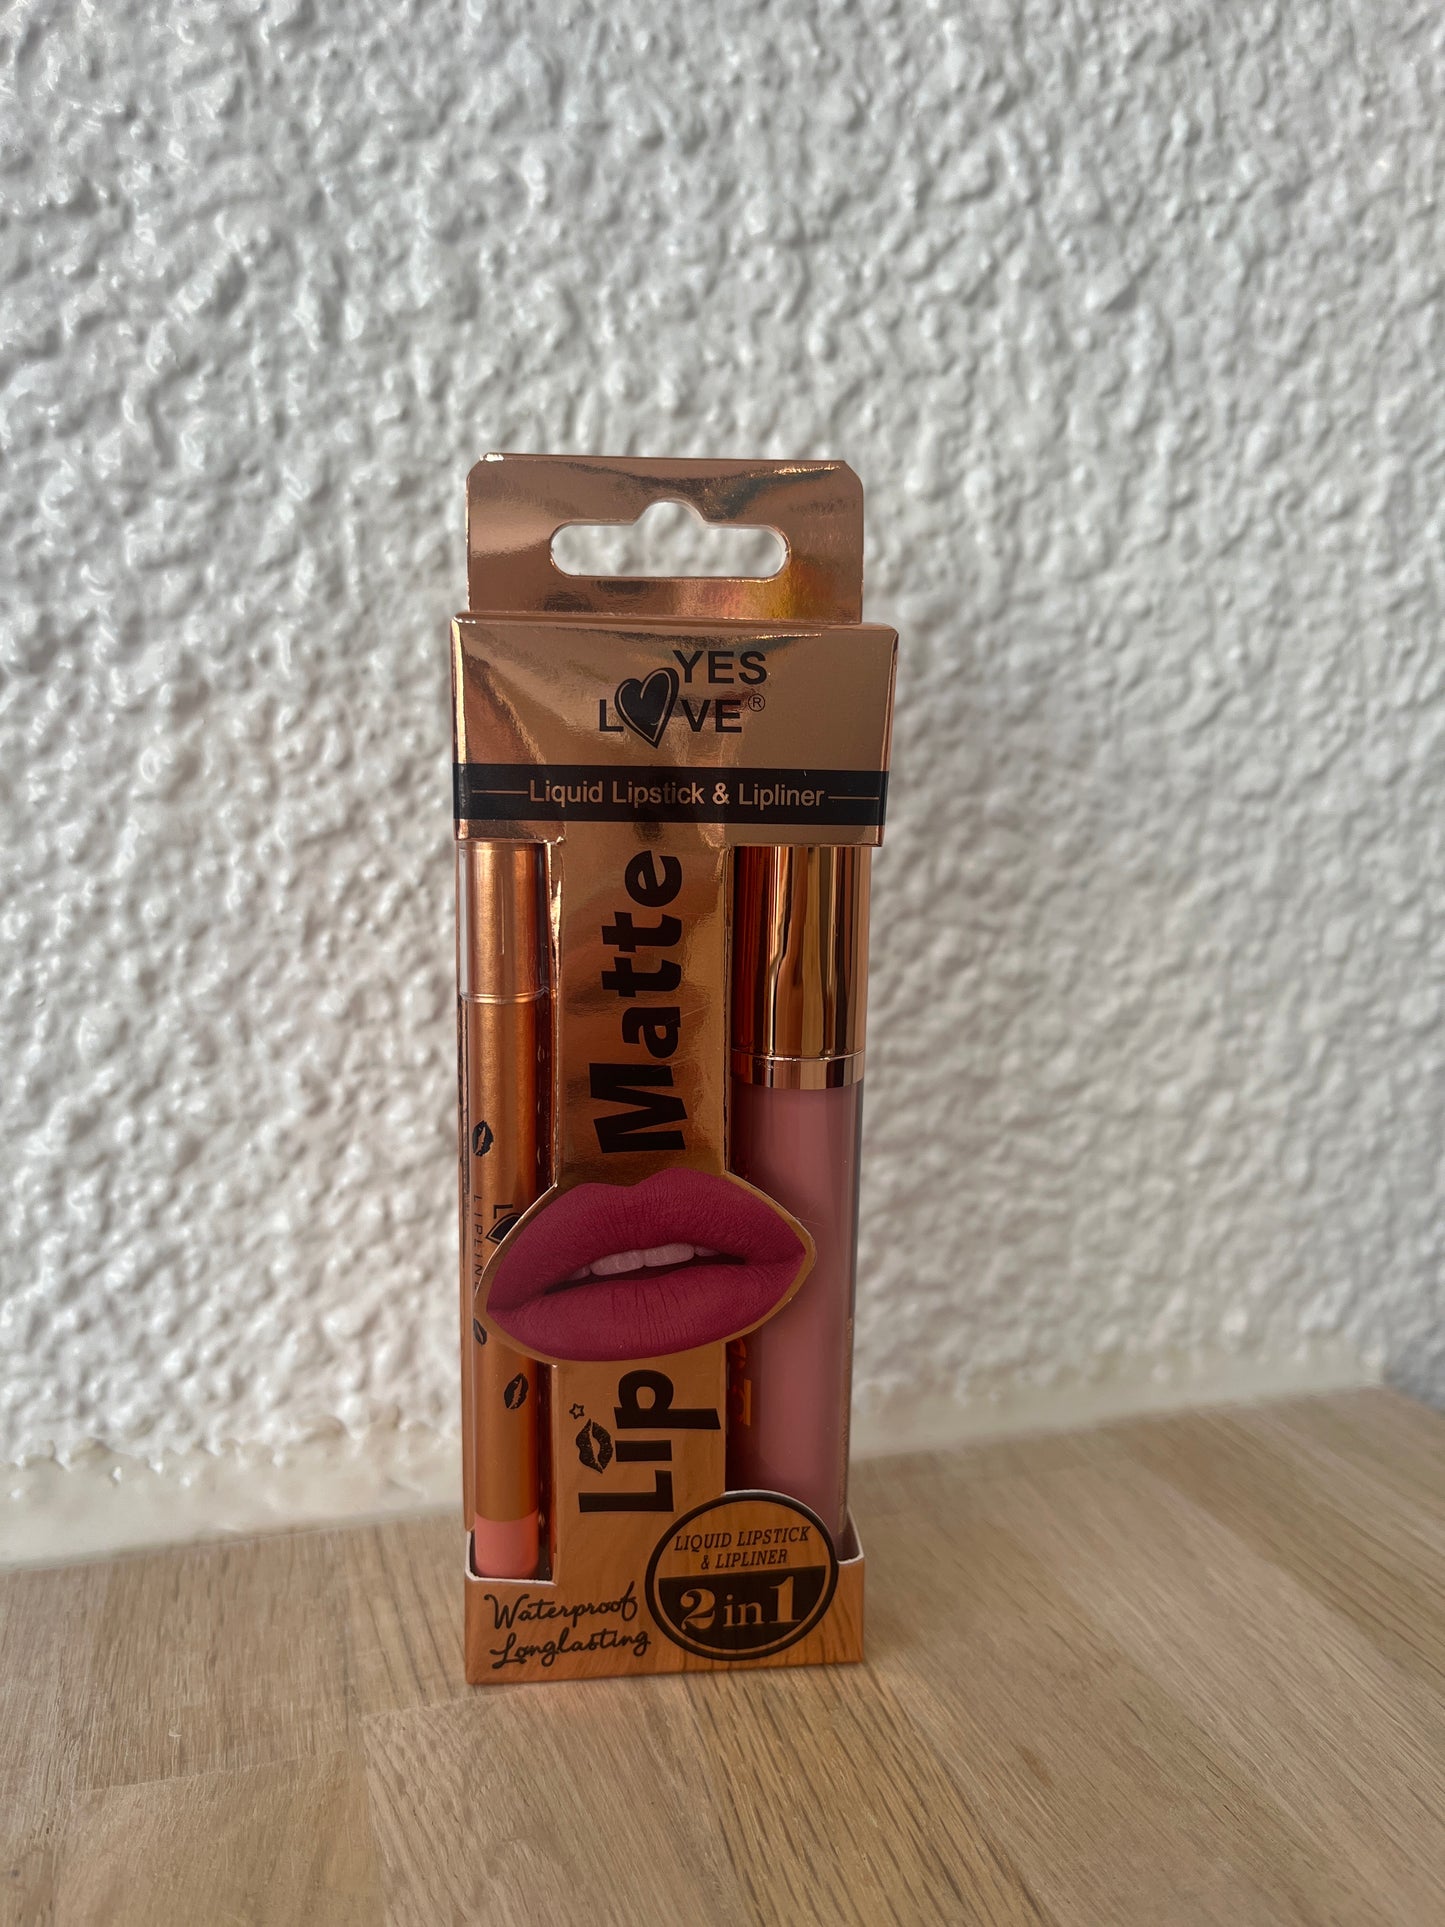 YES
LOVE®
Liquid Lipstick & Lipliner
Lip Matte
LIQUID LIPSTICK
& LIPLINER
2 in 1
Waterproof
Longlasting